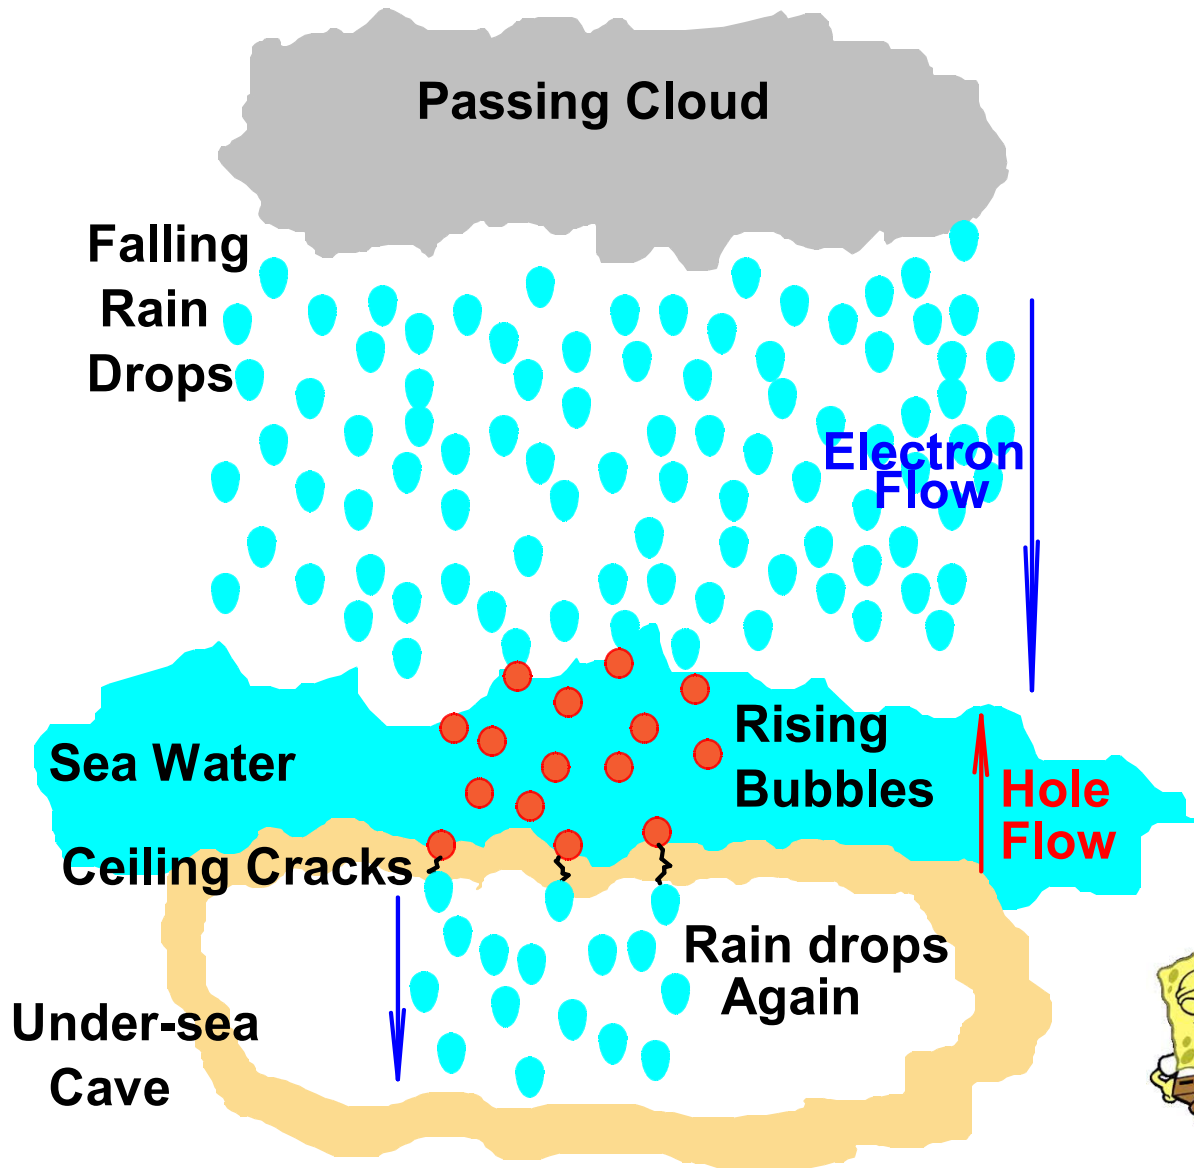 Passing Cloud
Falling
Rain
Drops
Electron
Flow
Sea Water
Rising
Bubbles
Hole
Flow
Ceiling Cracks
Rain drops
Again
Under-sea
Cave